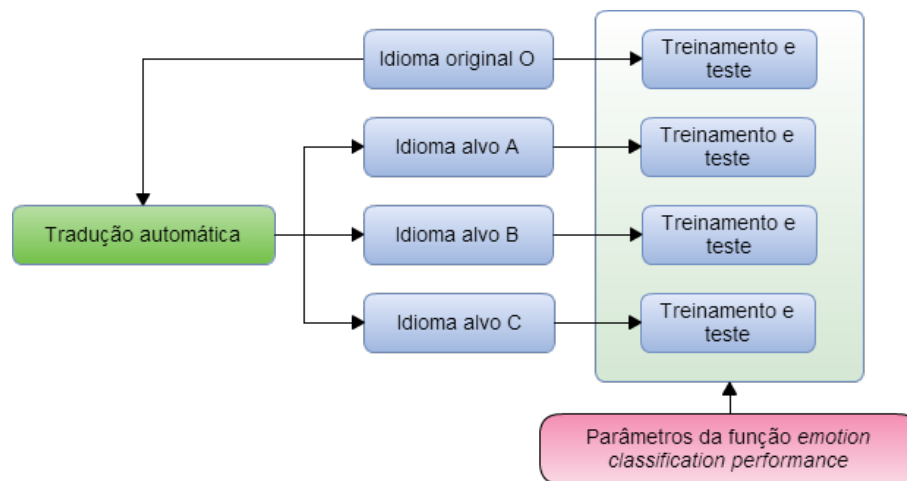 Idioma original O
Treinamento e
teste
Idioma alvo A
Treinamento e
teste
Tradução automática
Idioma alvo B
Treinamento e
teste
Idioma alvo C
Treinamento e
teste
Parâmetros da função emotion
classification performance